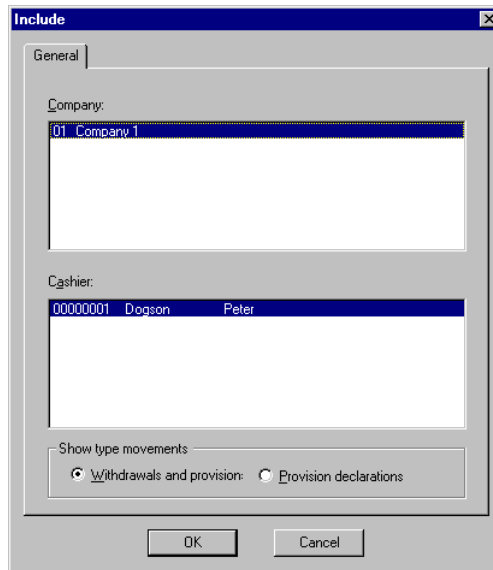 Include
General
Company:
01 Company 1
Cashier:
00000001 Dogson Peter
Show type movements
Withdrawals and provision: Provision declarations
OK Cancel